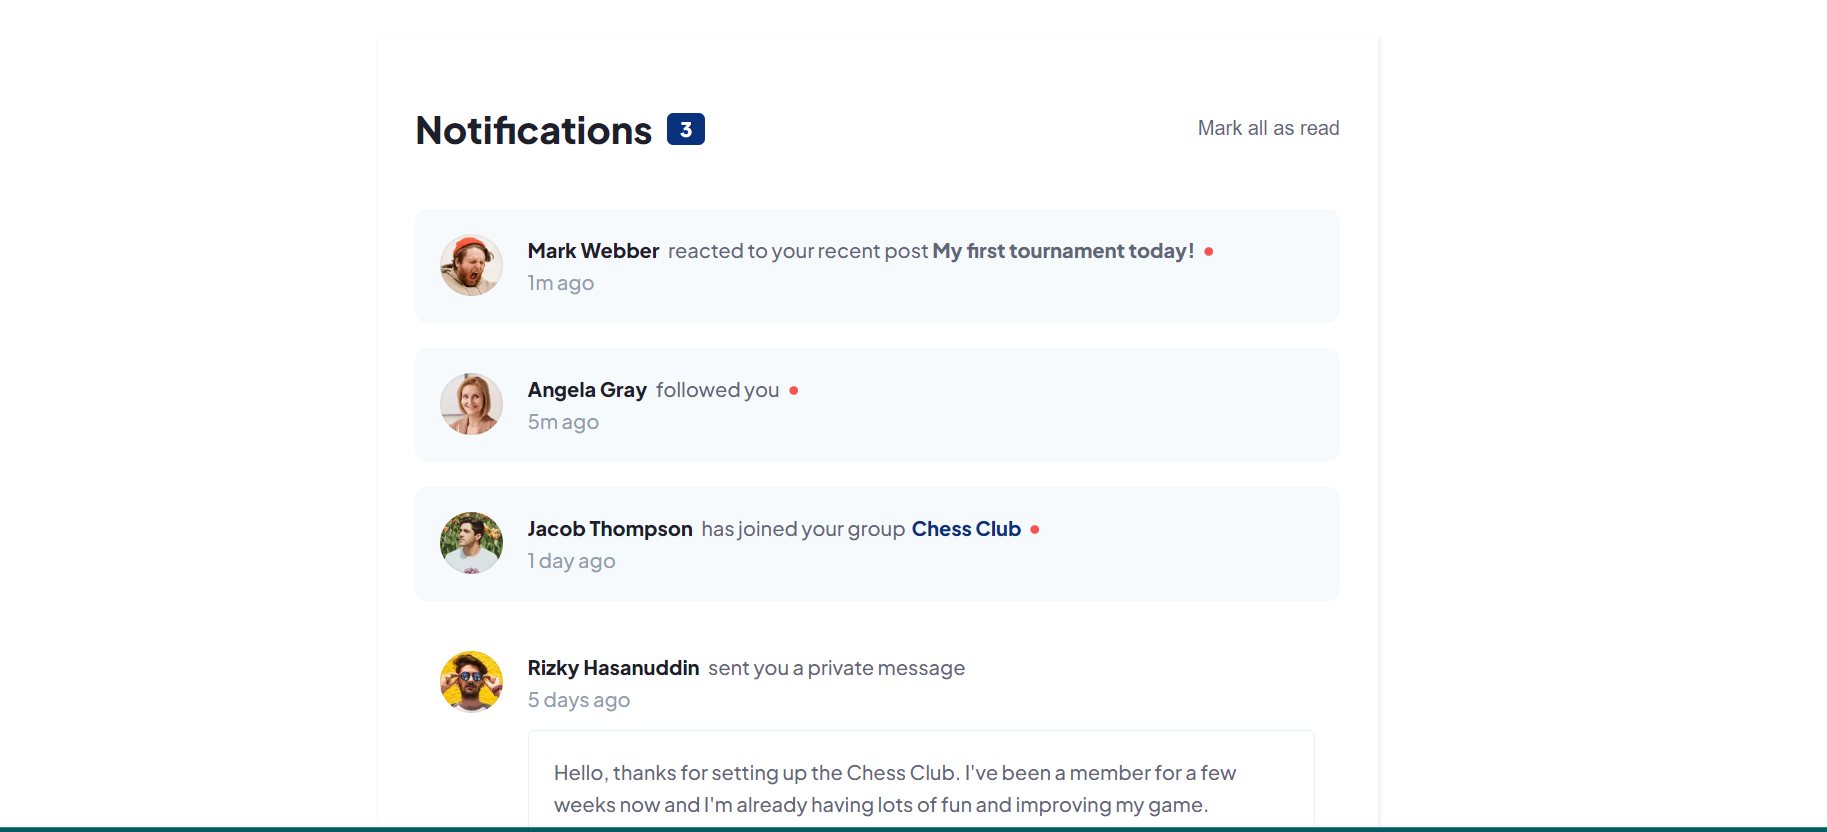 Notifications 3
Mark all as read
Mark Webber reacted to your recent post My first tournament today!
1m ago
Angela Gray followed you
5m ago
Jacob Thompson has joined your group Chess Club
1 day ago
Rizky Hasanuddin sent you a private message
5 days ago
Hello, thanks for setting up the Chess Club. I've been a member for a few
weeks now and I'm already having lots of fun and improving my game.